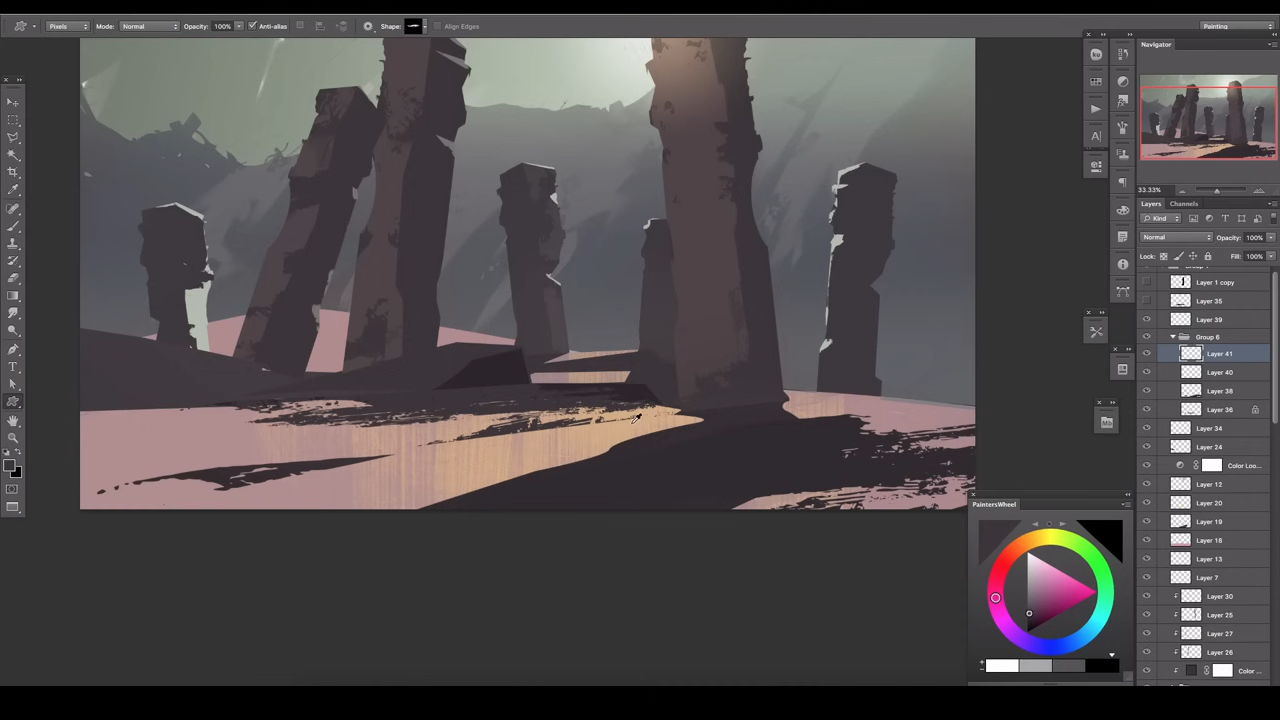 Pixels Mode: Normal Opacity: 100% Anti-alias Shape: Align Edges Painting
Navigator
33.33%
Layers Channels
Kind
Normal Opacity: 100%
Lock: Fill: 100%
Layer 1 copy
Layer 35
Layer 39
Group 6
Layer 41
Layer 40
Layer 38
Layer 36
Layer 34
Layer 24
Color Loo...
Layer 12
Layer 20
Layer 19
Layer 18
Layer 13
Layer 7
Layer 30
Layer 25
Layer 27
Layer 26
Color ...
PaintersWheel
ku
A
Mb
T